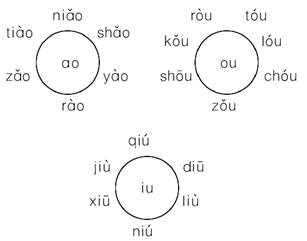 niǎo
tiào
shǎo
ao
zǎo
yào
rào
ròu
tóu
kǒu
lóu
ou
shōu
chóu
zǒu
qiú
jiù
diū
iu
xiū
liù
niú